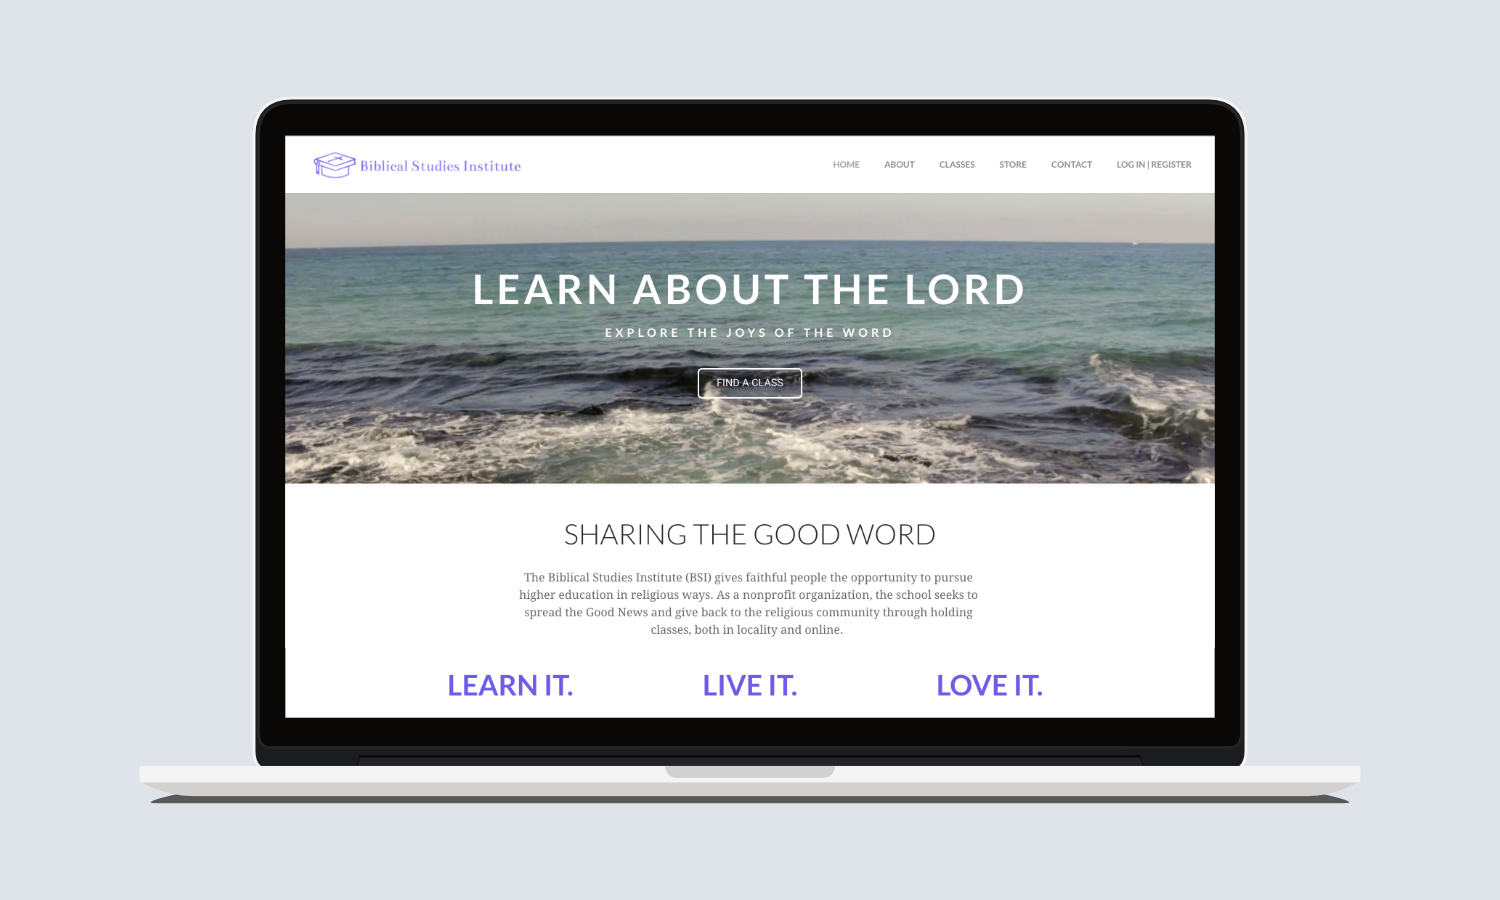 Biblical Studies Institute
HOME ABOUT CLASSES STORE CONTACT LOG IN | REGISTER
LEARN ABOUT THE LORD
EXPLORE THE JOYS OF THE WORD
FIND A CLASS
SHARING THE GOOD WORD
The Biblical Studies Institute (BSI) gives faithful people the opportunity to pursue
higher education in religious ways. As a nonprofit organization, the school seeks to
spread the Good News and give back to the religious community through holding
classes, both in locality and online.
LEARN IT. LIVE IT. LOVE IT.